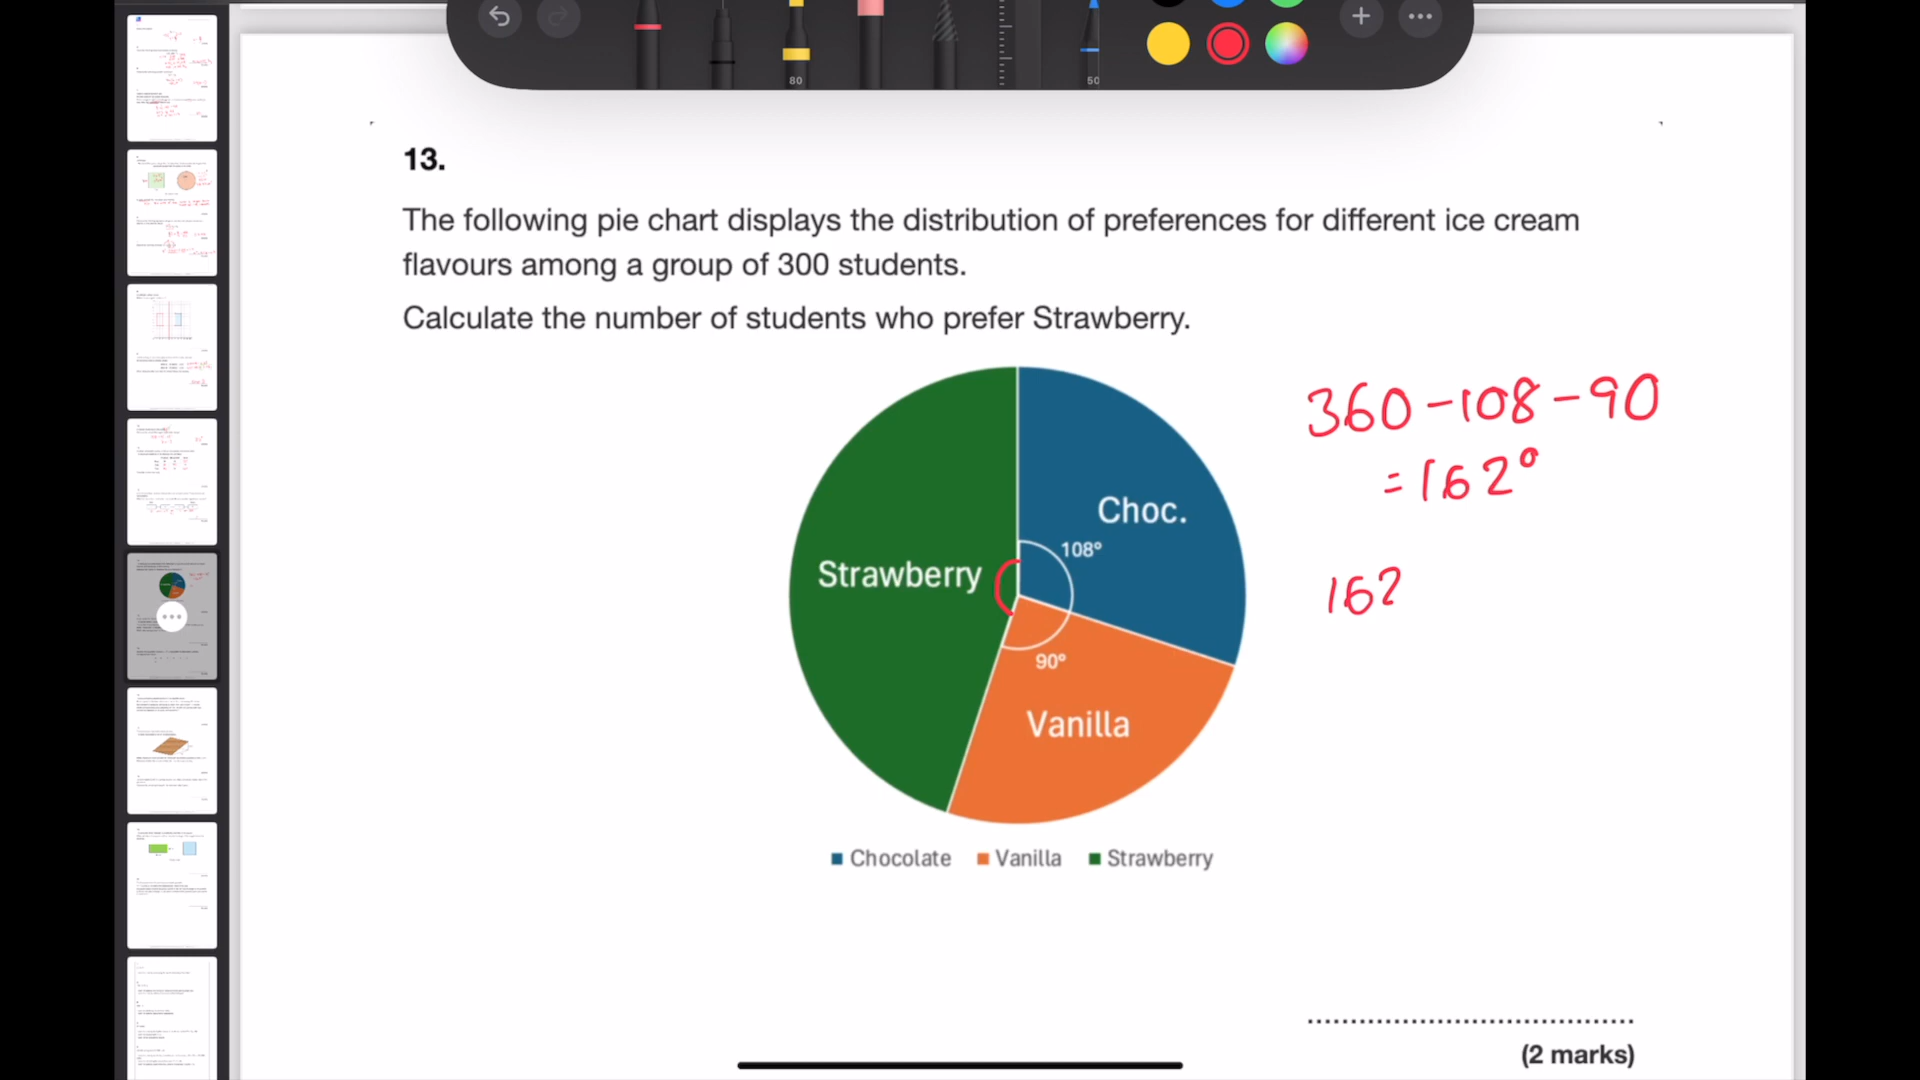 80
50
13.
The following pie chart displays the distribution of preferences for different ice cream
flavours among a group of 300 students.
Calculate the number of students who prefer Strawberry.
360-108-90
=162°
162
Choc.
108º
Strawberry
90º
Vanilla
Chocolate Vanilla Strawberry
(2 marks)